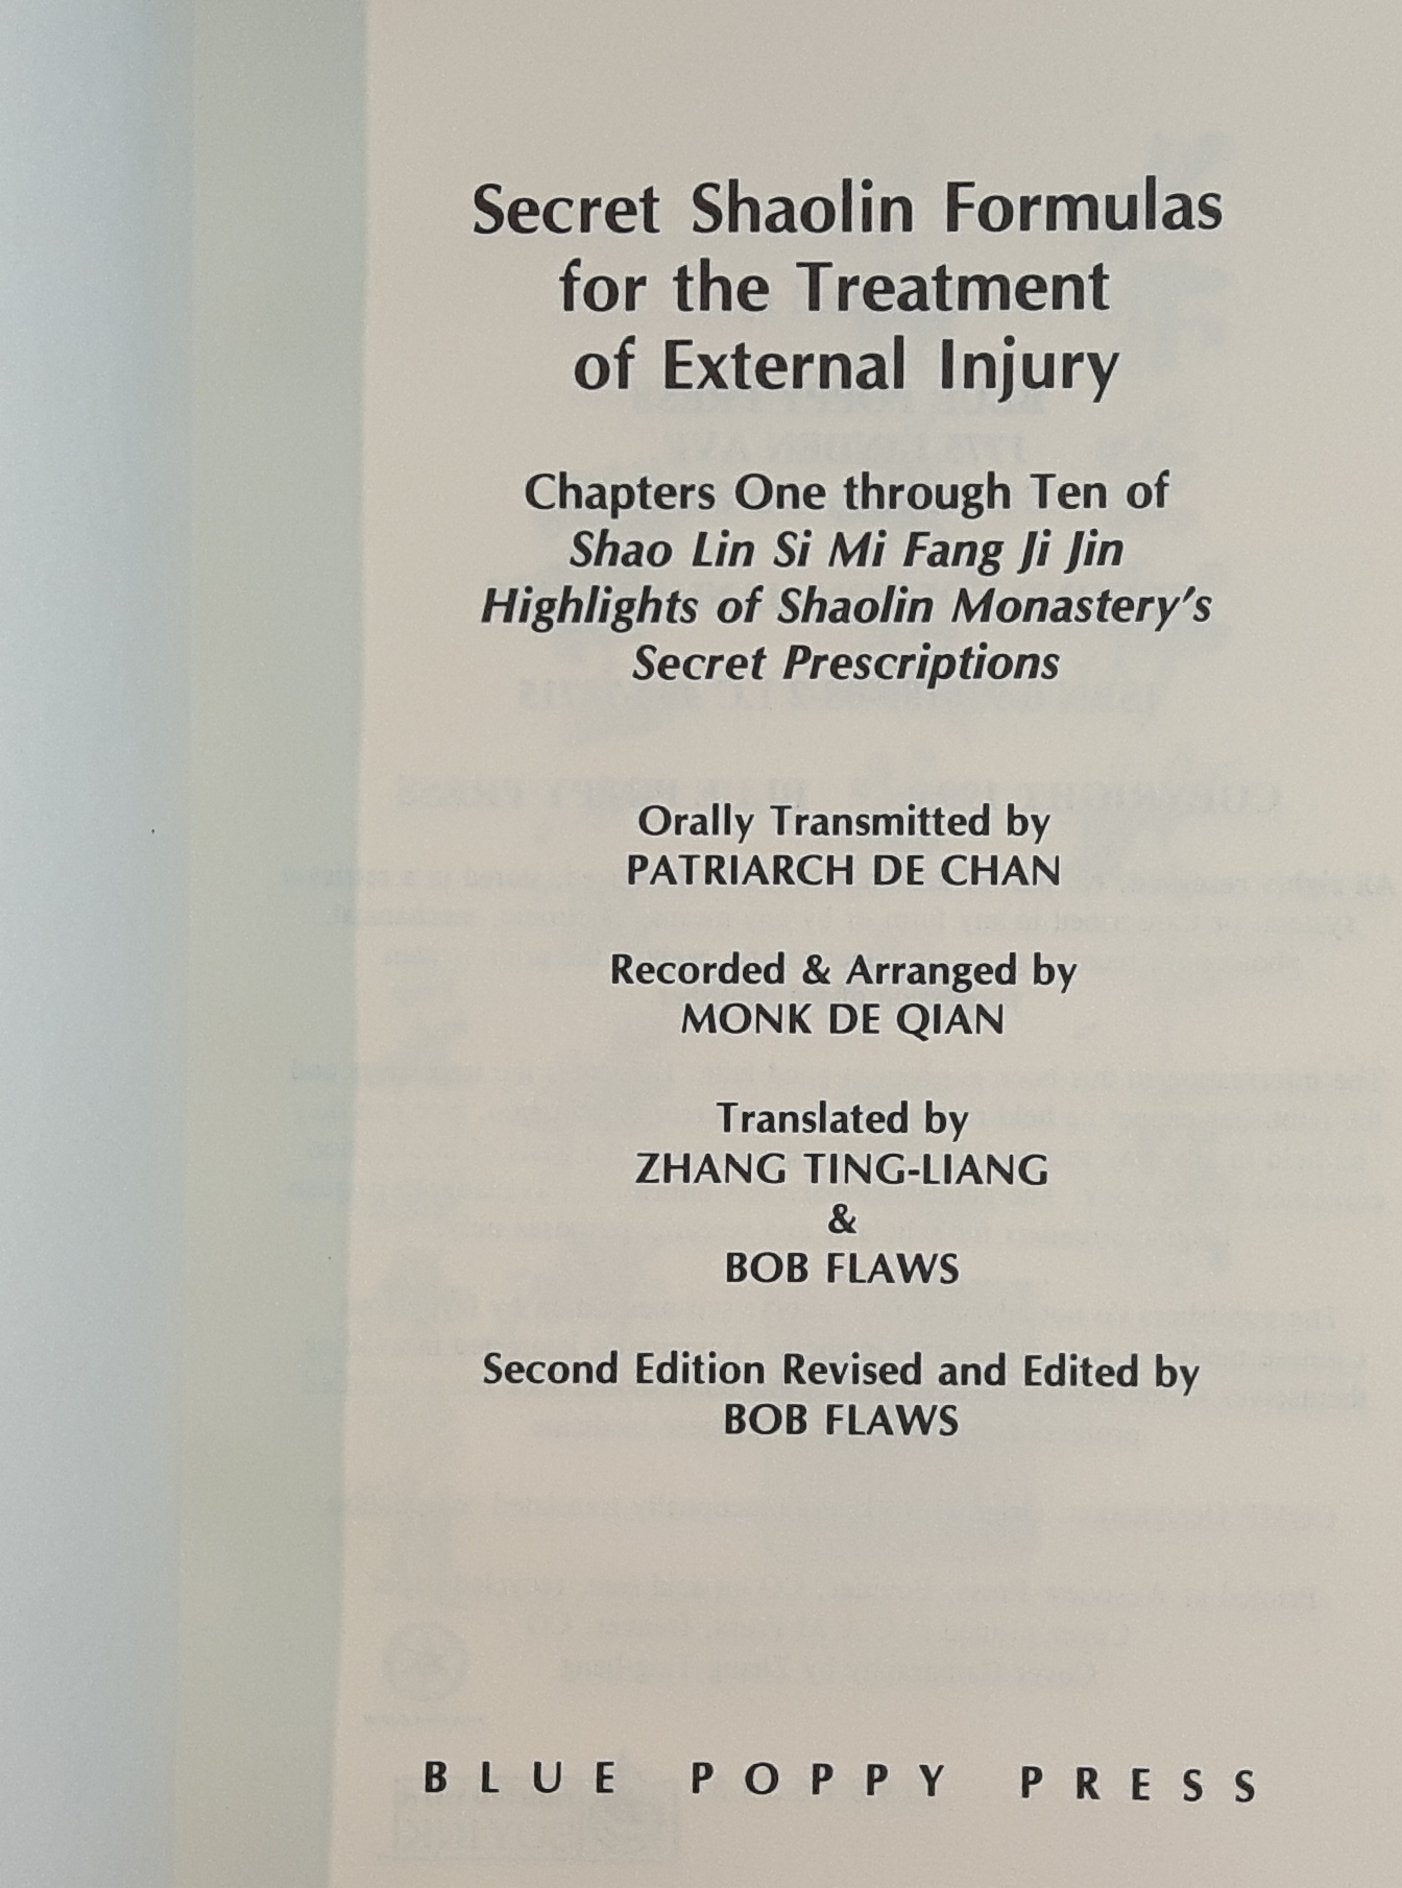 Secret Shaolin Formulas
for the Treatment
of External Injury
Chapters One through Ten of
Shao Lin Si Mi Fang Ji Jin
Highlights of Shaolin Monastery's
Secret Prescriptions
Orally Transmitted by
PATRIARCH DE CHAN
Recorded & Arranged by
MONK DE QIAN
Translated by
ZHANG TING-LIANG
&
BOB FLAWS
Second Edition Revised and Edited by
BOB FLAWS
BLUE POPPY PRESS